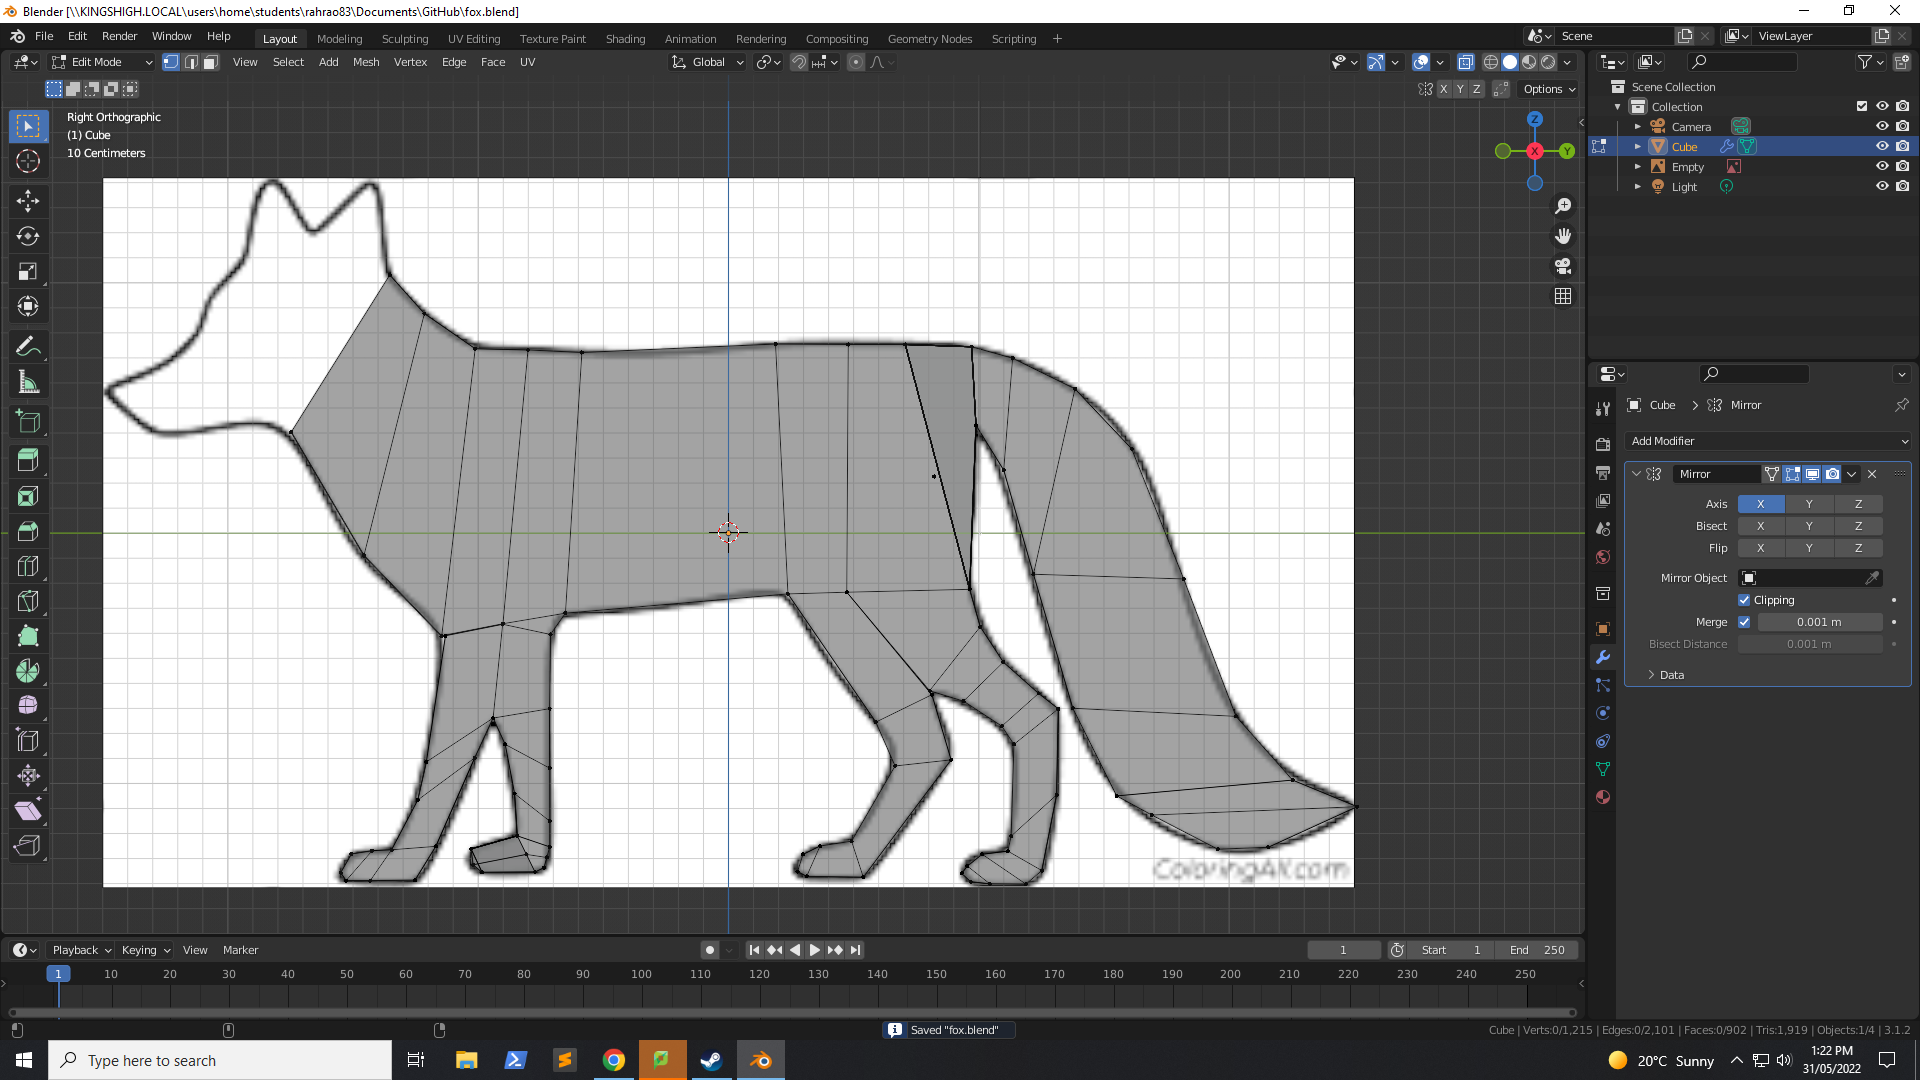 Blender [\\KINGSHIGH.LOCAL\users\home\students\rahrao83\Documents\GitHub\fox.blend]
File Edit Render Window Help
Layout Modeling Sculpting UV Editing Texture Paint Shading Animation Rendering Compositing Geometry Nodes Scripting +
Scene
ViewLayer
Edit Mode
View Select Add Mesh Vertex Edge Face UV
Global
X Y Z
Options
Right Orthographic
(1) Cube
10 Centimeters
Z
X
Y
ColoringAK.com
Scene Collection
Collection
Camera
Cube
Empty
Light
Cube > Mirror
Add Modifier
Mirror
Axis X Y Z
Bisect X Y Z
Flip X Y Z
Mirror Object
Clipping
Merge 0.001 m
Bisect Distance 0.001 m
Data
Playback Keying View Marker
1
Start 1
End 250
1 10 20 30 40 50 60 70 80 90 100 110 120 130 140 150 160 170 180 190 200 210 220 230 240 250
Saved "fox.blend"
Cube | Verts:0/1,215 | Edges:0/2,101 | Faces:0/902 | Tris:1,919 | Objects:1/4 | 3.1.2
Type here to search
20°C Sunny
1:22 PM
31/05/2022